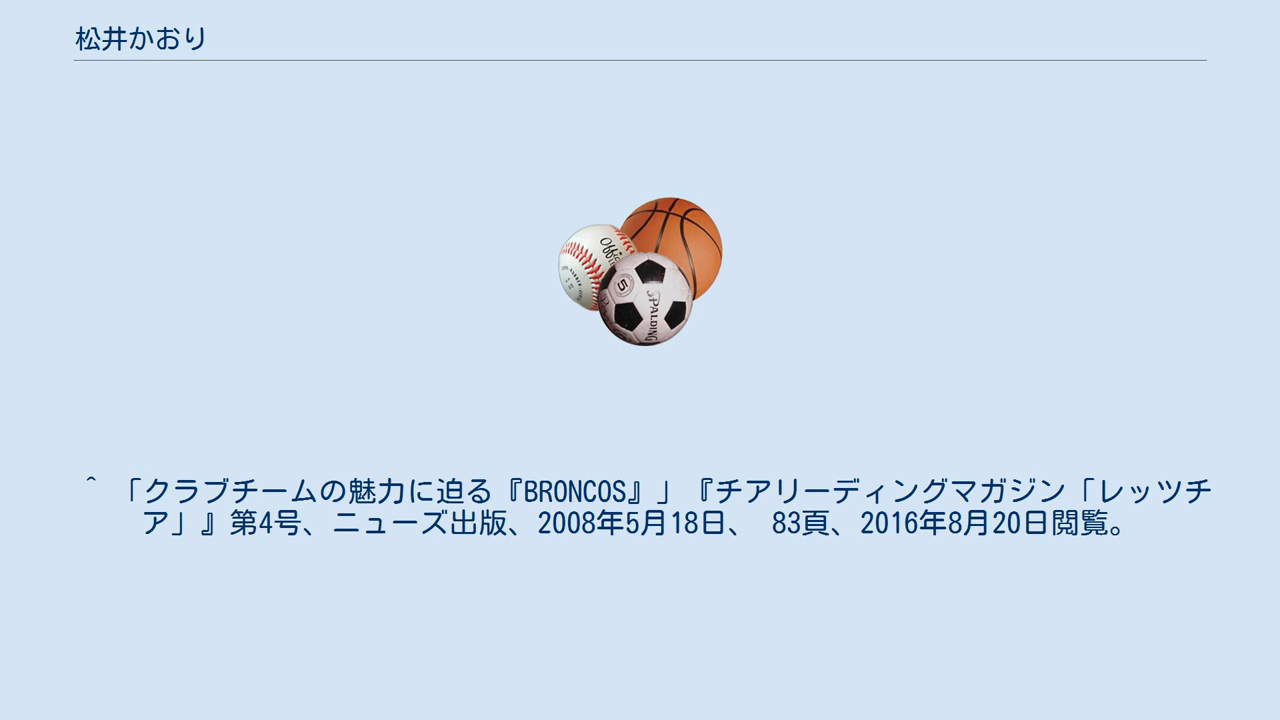 松井かおり
Offic
5
SPALDING
^ 「クラブチームの魅力に迫る『BRONCOS』」『チアリーディングマガジン「レッツチ
ア」』第4号、ニューズ出版、2008年5月18日、 83頁、2016年8月20日閲覧。